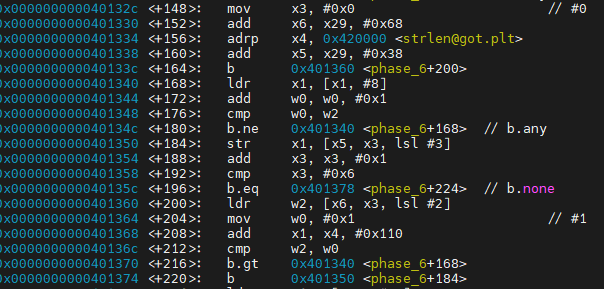 0x000000000040132c <+148>: mov x3, #0x0 // #0
0x0000000000401330 <+152>: add x6, x29, #0x68
0x0000000000401334 <+156>: adrp x4, 0x420000 <strlen@got.plt>
0x0000000000401338 <+160>: add x5, x29, #0x38
0x000000000040133c <+164>: b 0x401360 <phase_6+200>
0x0000000000401340 <+168>: ldr x1, [x1, #8]
0x0000000000401344 <+172>: add w0, w0, #0x1
0x0000000000401348 <+176>: cmp w0, w2
0x000000000040134c <+180>: b.ne 0x401340 <phase_6+168> // b.any
0x0000000000401350 <+184>: str x1, [x5, x3, lsl #3]
0x0000000000401354 <+188>: add x3, x3, #0x1
0x0000000000401358 <+192>: cmp x3, #0x6
0x000000000040135c <+196>: b.eq 0x401378 <phase_6+224> // b.none
0x0000000000401360 <+200>: ldr w2, [x6, x3, lsl #2]
0x0000000000401364 <+204>: mov w0, #0x1 // #1
0x0000000000401368 <+208>: add x1, x4, #0x110
0x000000000040136c <+212>: cmp w2, w0
0x0000000000401370 <+216>: b.gt 0x401340 <phase_6+168>
0x0000000000401374 <+220>: b 0x401350 <phase_6+184>